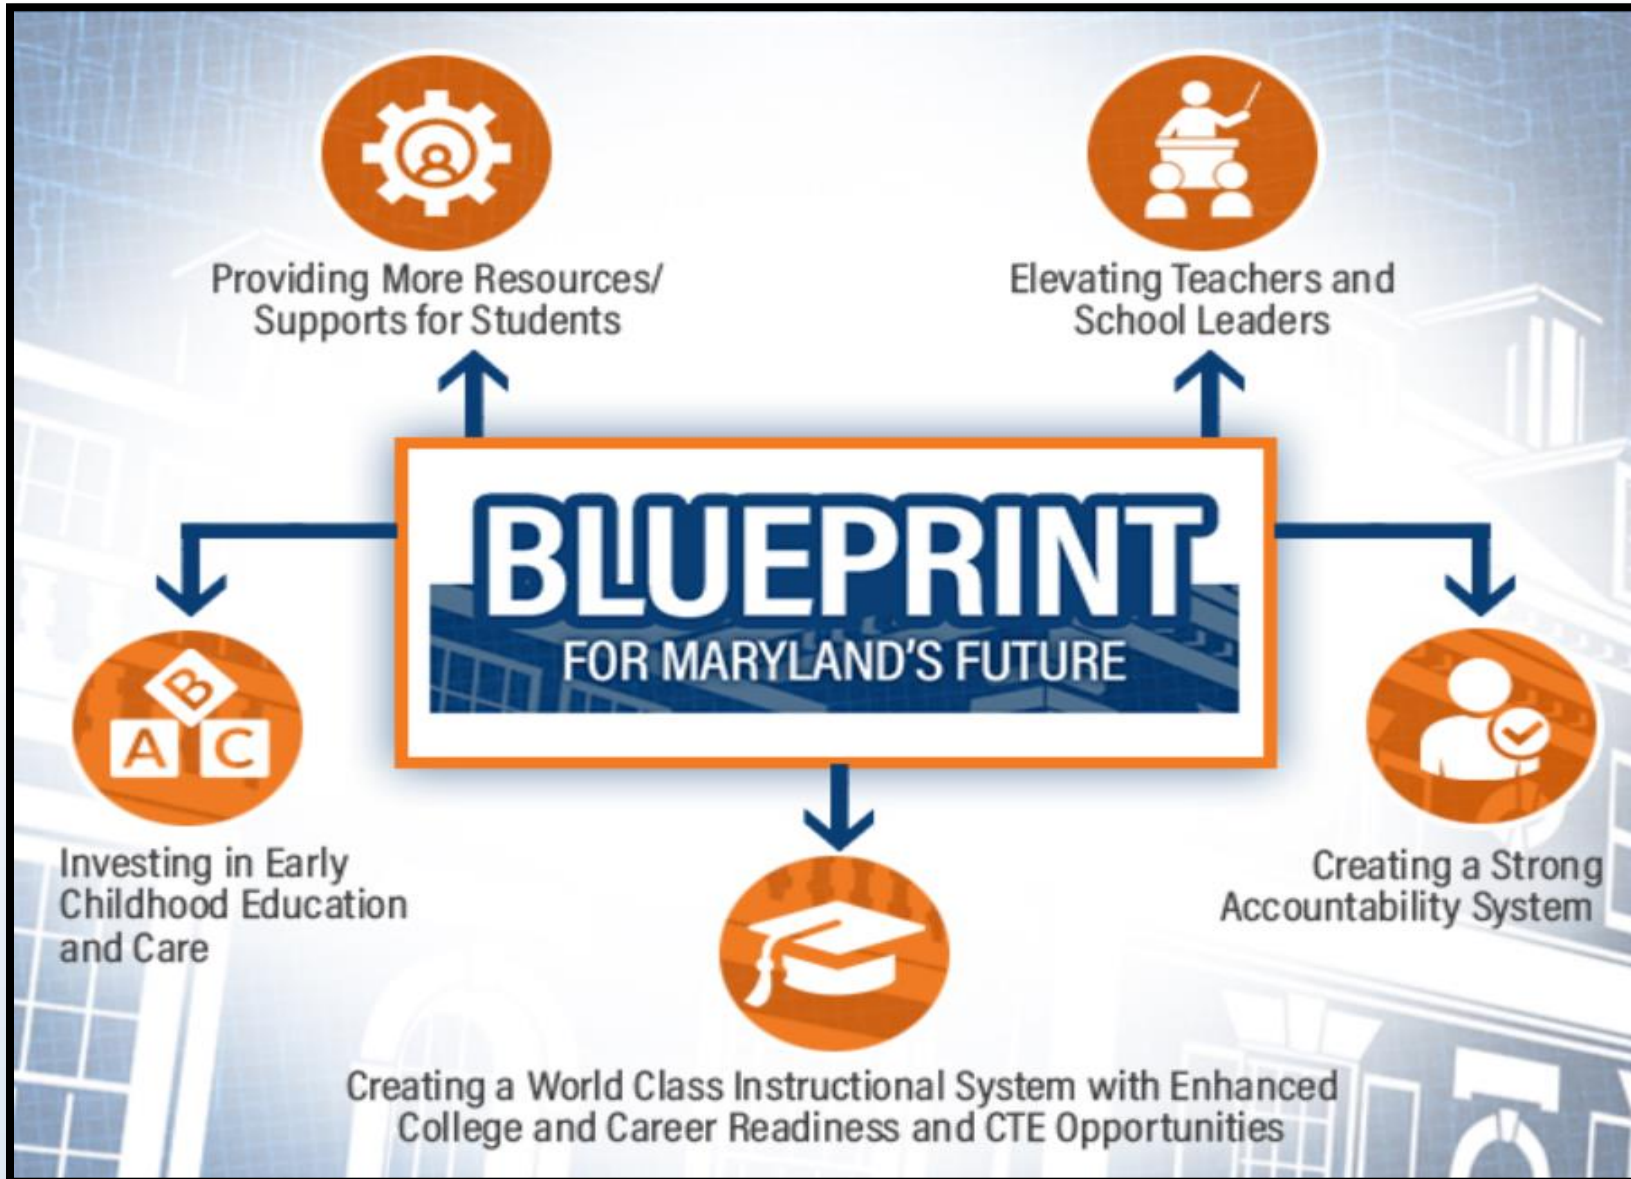 Providing More Resources/
Supports for Students
Elevating Teachers and
School Leaders
BLUEPRINT
FOR MARYLAND'S FUTURE
B
A C
Investing in Early
Childhood Education
and Care
Creating a Strong
Accountability System
Creating a World Class Instructional System with Enhanced
College and Career Readiness and CTE Opportunities